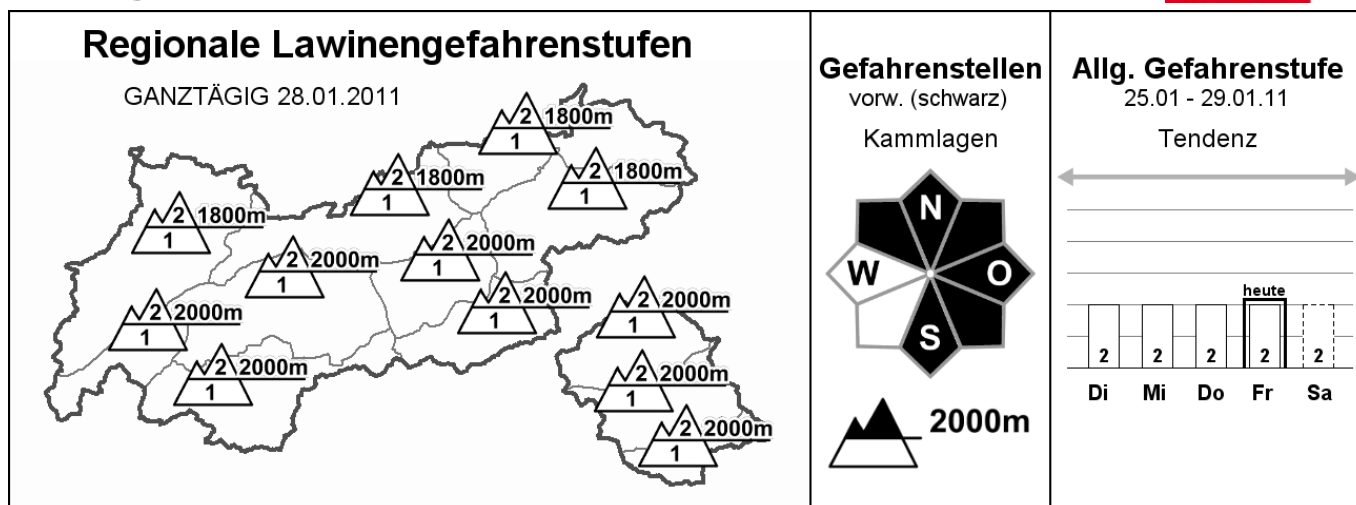 Regionale Lawinengefahrenstufen
GANZTÄGIG 28.01.2011
2 1800m
1
2 1800m
1
2 1800m
1
2 1800m
1
2 2000m
1
2 2000m
1
2 2000m
1
2 2000m
1
2 2000m
1
2 2000m
1
2 2000m
1
2 2000m
1
Gefahrenstellen
vorw. (schwarz)
Kammlagen
N
W O
S
2000m
Allg. Gefahrenstufe
25.01 - 29.01.11
Tendenz
heute
2 2 2 2 2
Di Mi Do Fr Sa